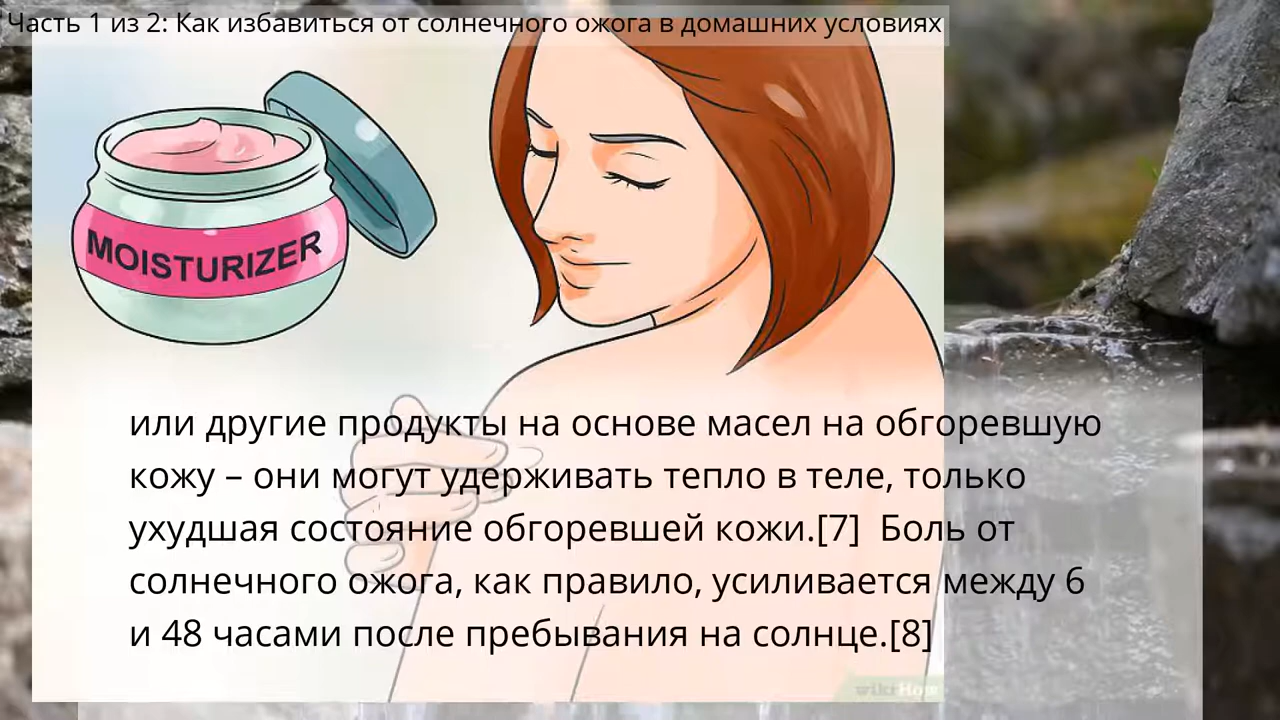 Часть 1 из 2: Как избавиться от солнечного ожога в домашних условиях
MOISTURIZER
или другие продукты на основе масел на обгоревшую
кожу – они могут удерживать тепло в теле, только
ухудшая состояние обгоревшей кожи.[7]  Боль от
солнечного ожога, как правило, усиливается между 6
и 48 часами после пребывания на солнце.[8]
wikiHow